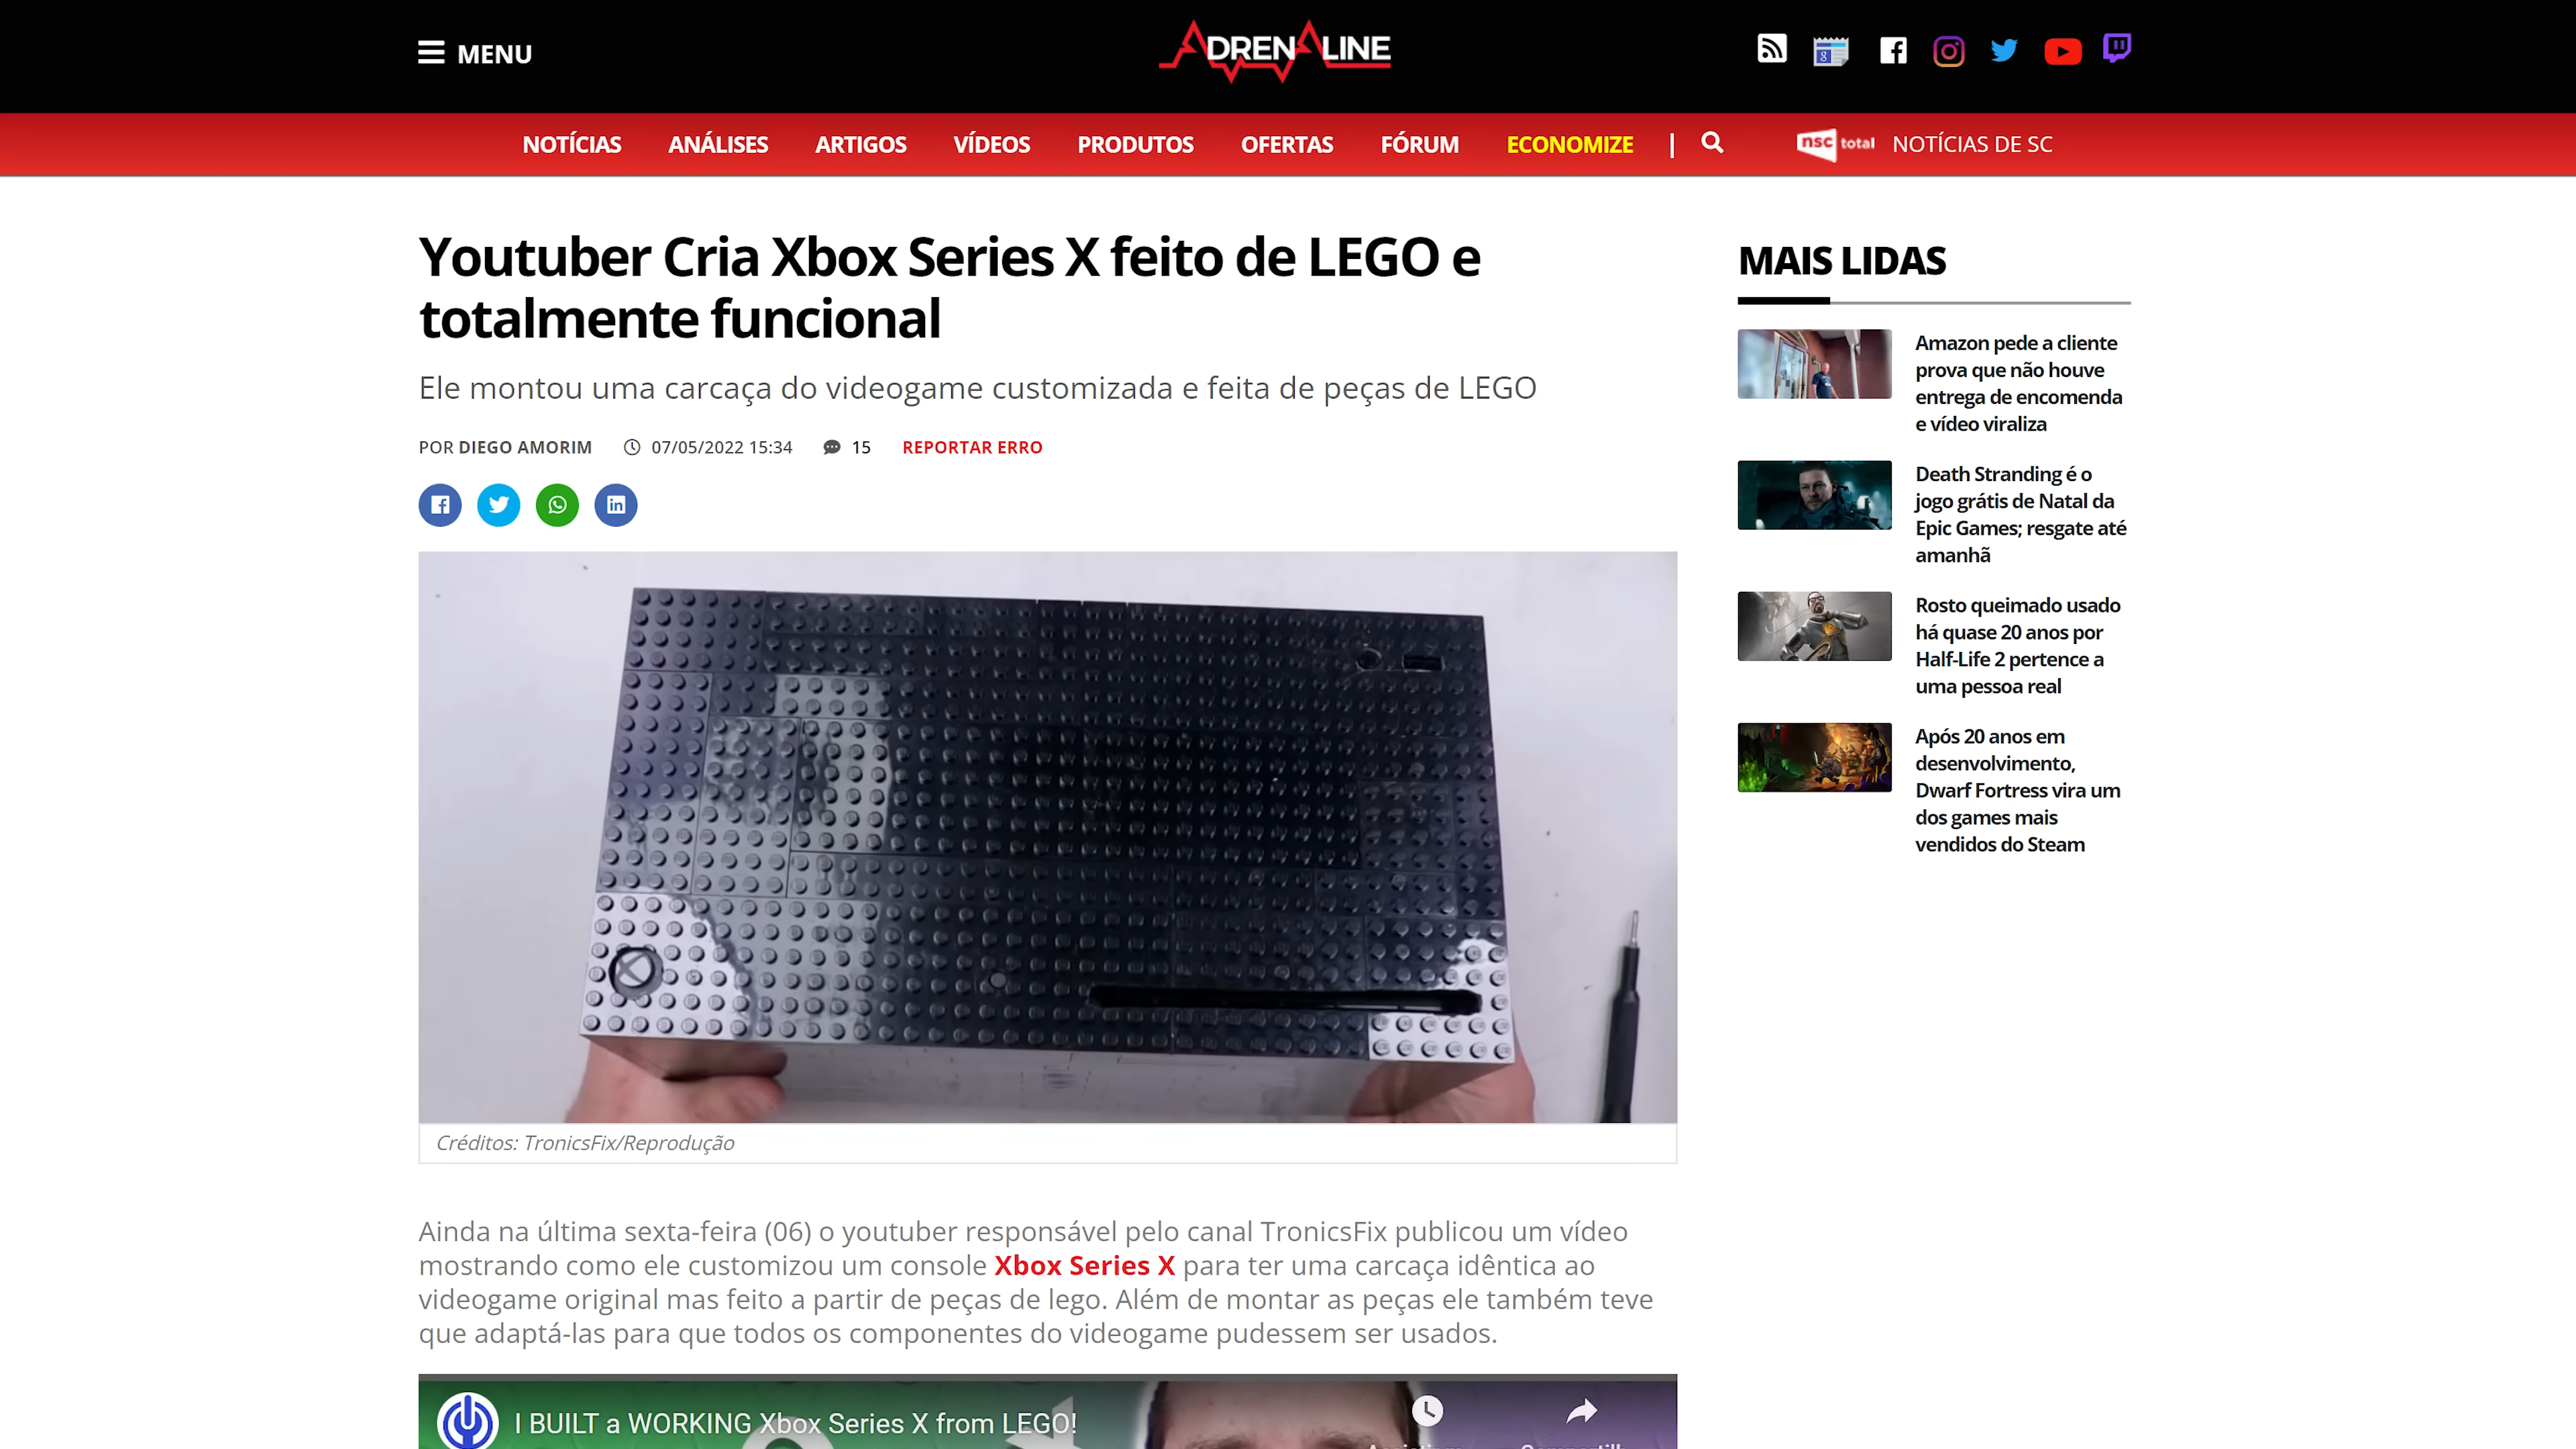 MENU
ADRENALINE
NOTÍCIAS ANÁLISES ARTIGOS VÍDEOS PRODUTOS OFERTAS FÓRUM ECONOMIZE | nsc total NOTÍCIAS DE SC
Youtuber Cria Xbox Series X feito de LEGO e
totalmente funcional
Ele montou uma carcaça do videogame customizada e feita de peças de LEGO
POR DIEGO AMORIM 07/05/2022 15:34 15 REPORTAR ERRO
Créditos: TronicsFix/Reprodução
Ainda na última sexta-feira (06) o youtuber responsável pelo canal TronicsFix publicou um vídeo
mostrando como ele customizou um console Xbox Series X para ter uma carcaça idêntica ao
videogame original mas feito a partir de peças de lego. Além de montar as peças ele também teve
que adaptá-las para que todos os componentes do videogame pudessem ser usados.
I BUILT a WORKING Xbox Series X from LEGO!
MAIS LIDAS
Amazon pede a cliente
prova que não houve
entrega de encomenda
e vídeo viraliza
Death Stranding é o
jogo grátis de Natal da
Epic Games; resgate até
amanhã
Rosto queimado usado
há quase 20 anos por
Half-Life 2 pertence a
uma pessoa real
Após 20 anos em
desenvolvimento,
Dwarf Fortress vira um
dos games mais
vendidos do Steam